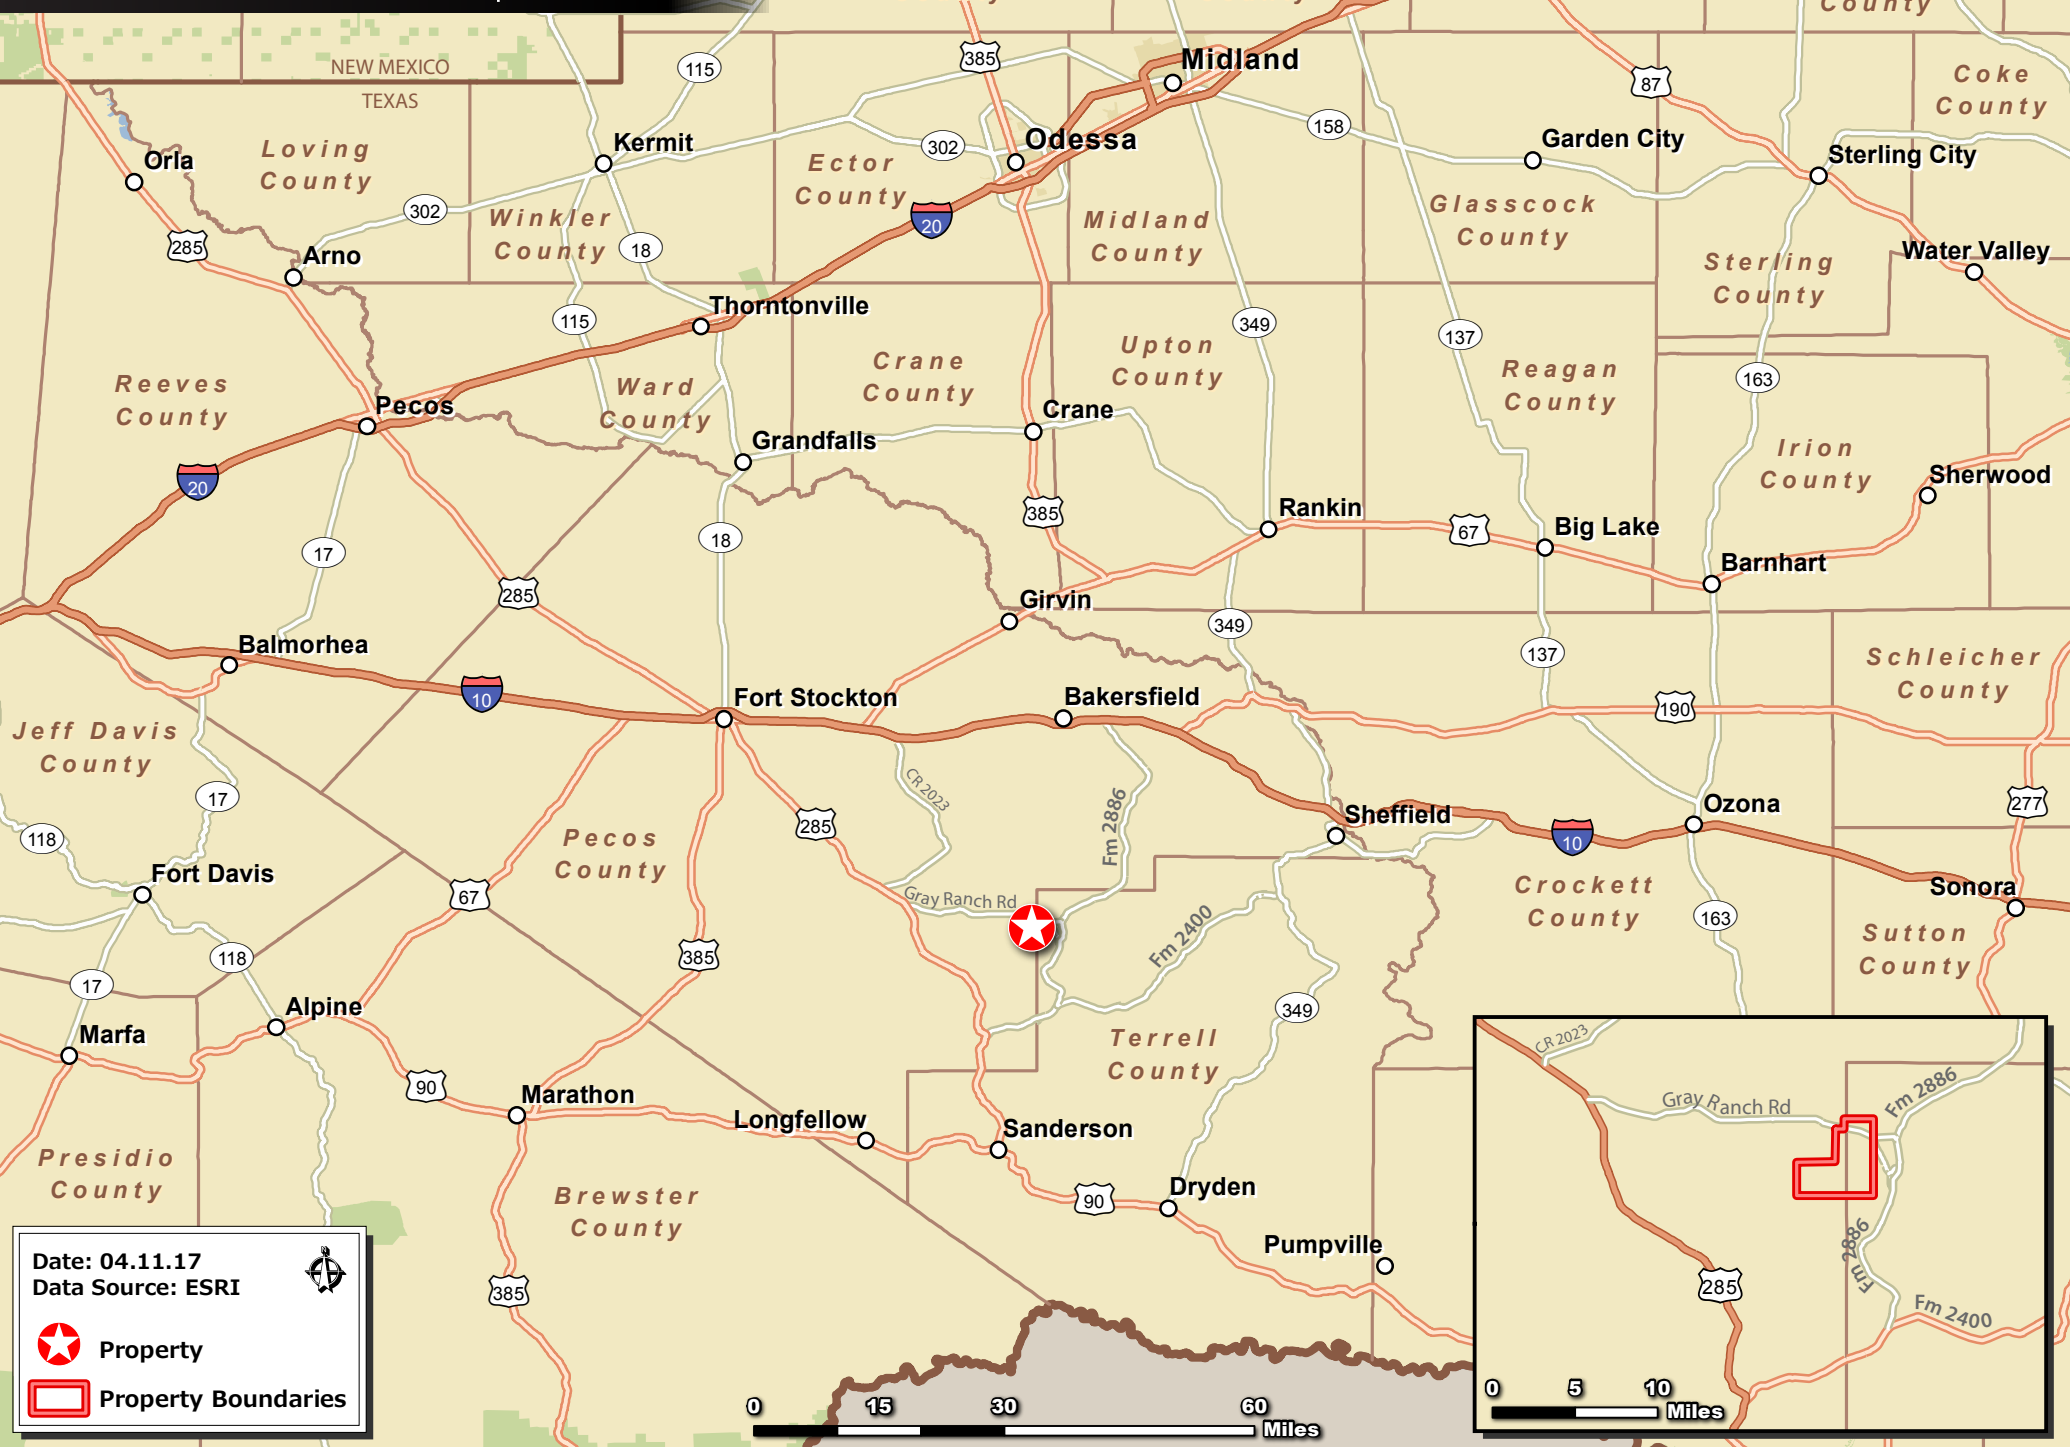 County
NEW MEXICO
TEXAS
115
385
Midland
87
Coke
County
Orla
Loving
County
Kermit
302
Odessa
158
Garden City
Sterling City
Ector
County
302
Winkler
County
18
20
Midland
County
Glasscock
County
285
Arno
Water Valley
Sterling
County
Thorntonville
115
349
137
Reeves
County
Ward
County
Crane
County
Upton
County
Reagan
County
163
Pecos
Crane
Grandfalls
Irion
County
Sherwood
20
385
Rankin
67
Big Lake
17
18
Barnhart
285
Girvin
349
Balmorhea
137
Schleicher
County
10
Fort Stockton
Bakersfield
190
Jeff Davis
County
17
CR 2023
Fm 2886
118
285
Sheffield
Ozona
277
Pecos
County
10
Fort Davis
67
Gray Ranch Rd
Crockett
County
Sonora
163
Fm 2400
Sutton
County
118
385
17
Alpine
349
Marfa
Terrell
County
90
Marathon
Longfellow
Sanderson
Presidio
County
Brewster
County
90
Dryden
Pumpville
385
CR 2023
Gray Ranch Rd
Fm 2886
Fm 2886
285
Fm 2400
0 5 10
Miles
Date: 04.11.17
Data Source: ESRI
Property
Property Boundaries
0 15 30 60
Miles